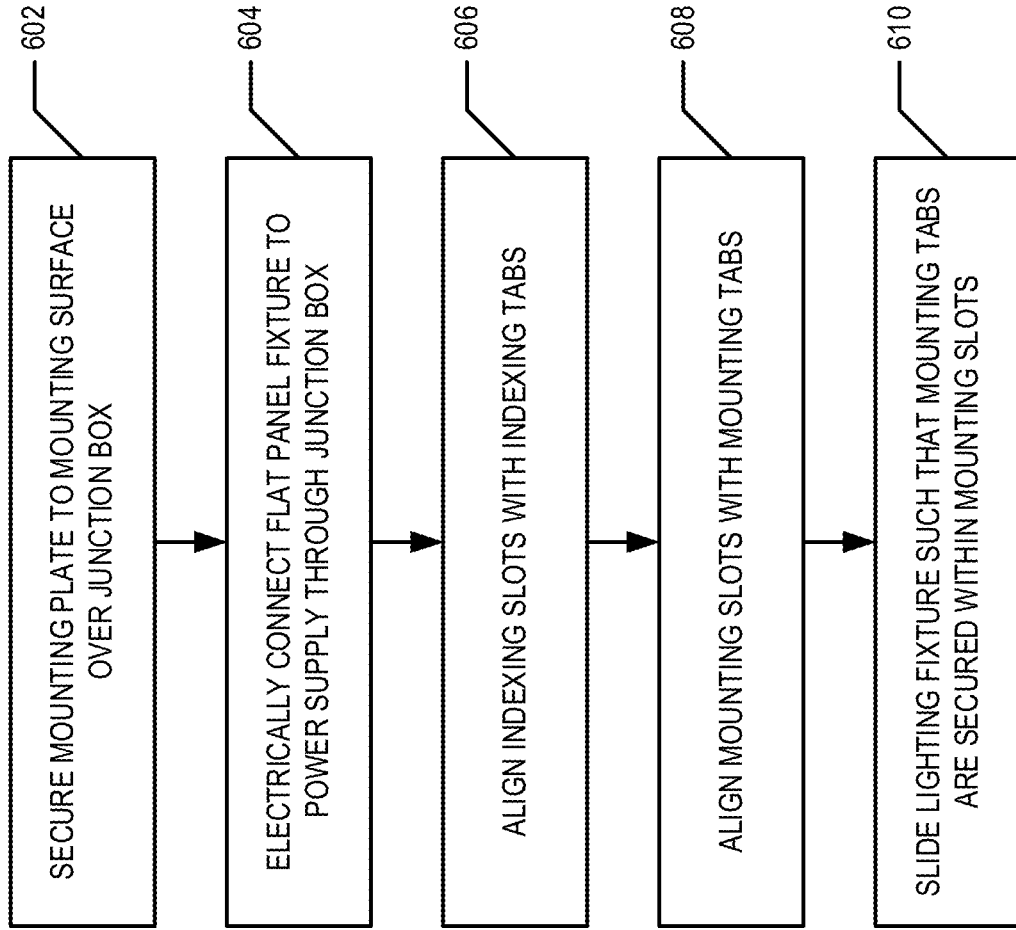 SECURE MOUNTING PLATE TO MOUNTING SURFACE
OVER JUNCTION BOX
602
ELECTRICALLY CONNECT FLAT PANEL FIXTURE TO
POWER SUPPLY THROUGH JUNCTION BOX
604
ALIGN INDEXING SLOTS WITH INDEXING TABS
606
ALIGN MOUNTING SLOTS WITH MOUNTING TABS
608
SLIDE LIGHTING FIXTURE SUCH THAT MOUNTING TABS
ARE SECURED WITHIN MOUNTING SLOTS
610